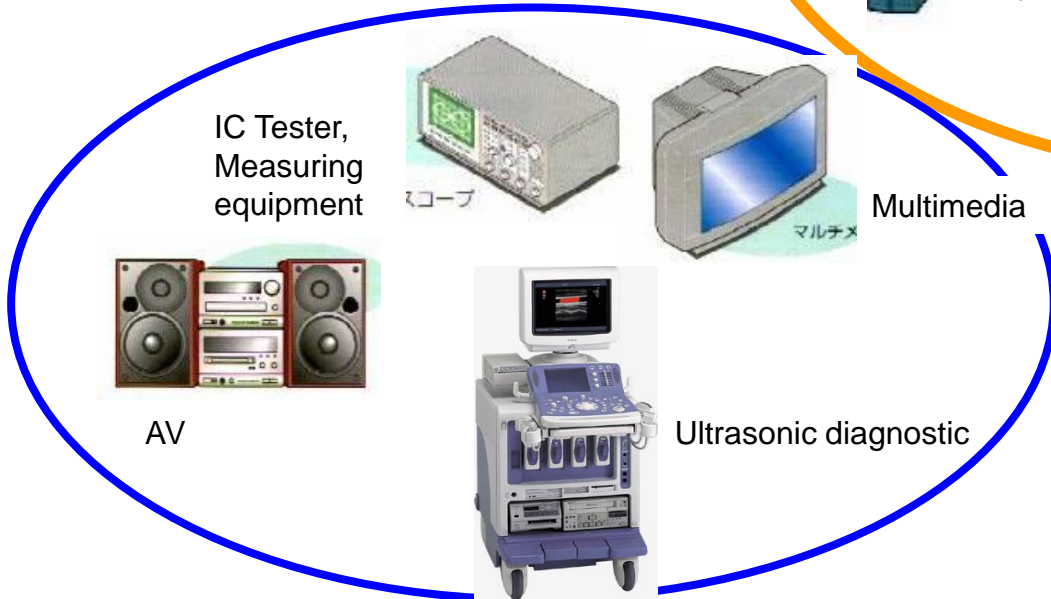 IC Tester,
Measuring
equipment
スコープ
マルチメ
Multimedia
AV
Ultrasonic diagnostic